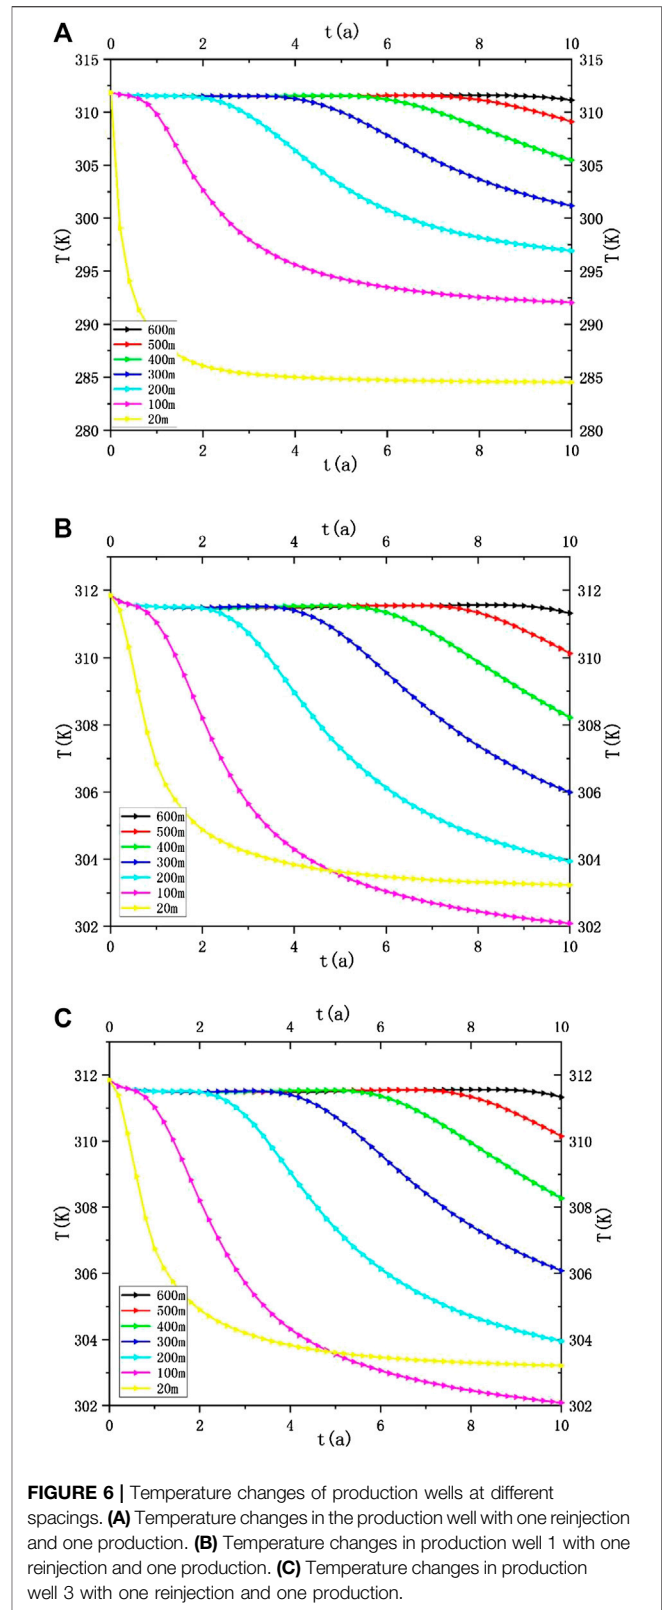 A
t(a)
0 2 4 6 8 10
315 315
310 310
305 305
300 300
T(K) T(K)
295 295
290 290
600m
500m
400m
285 285
300m
200m
100m
20m
280 280
0 2 4 6 8 10
t(a)
B
t(a)
0 2 4 6 8 10
312 312
310 310
308 308
T(K) T(K)
306 306
600m
500m
400m
304 304
300m
200m
100m
20m
302 302
0 2 4 6 8 10
t(a)
C
t(a)
0 2 4 6 8 10
312 312
310 310
308 308
T(K) T(K)
306 306
600m
500m
400m
304 304
300m
200m
100m
20m
302 302
0 2 4 6 8 10
t(a)
FIGURE 6 | Temperature changes of production wells at different
spacings. (A) Temperature changes in the production well with one reinjection
and one production. (B) Temperature changes in production well 1 with one
reinjection and one production. (C) Temperature changes in production
well 3 with one reinjection and one production.